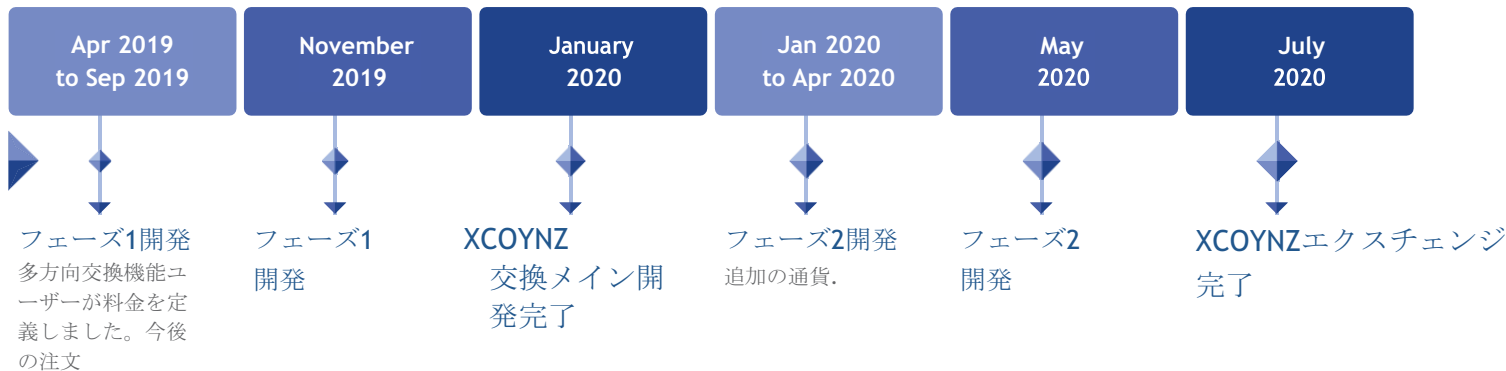 Apr 2019
to Sep 2019
November
2019
January
2020
Jan 2020
to Apr 2020
May
2020
July
2020
フェーズ1開発
多方向交換機能ユ
ーザーが料金を定
義しました。今後
の注文
フェーズ1
開発
XCOYNZ
交換メイン開
発完了
フェーズ2開発
追加の通貨.
フェーズ2
開発
XCOYNZエクスチェンジ
完了